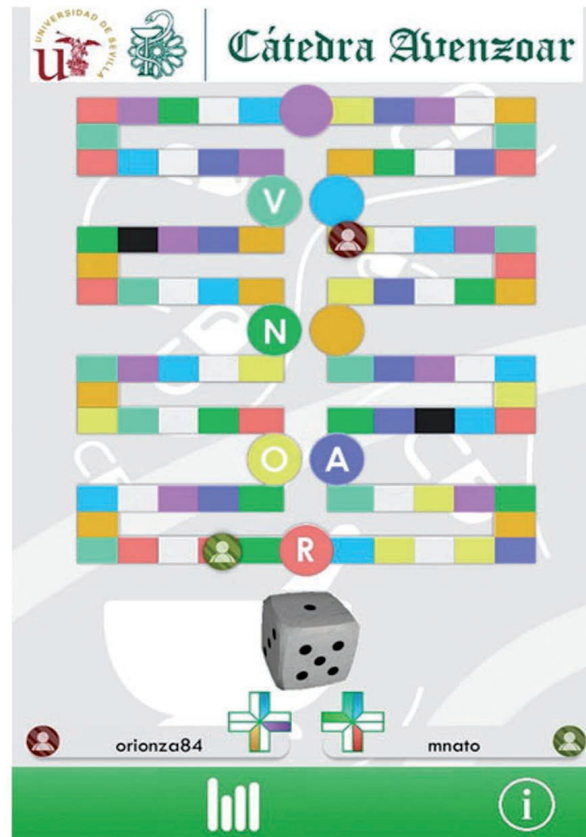 UNIVERSIDAD DE SEVILLA
Cátedra Avenzoar
V
N
O A
R
orionza84 mnato
i